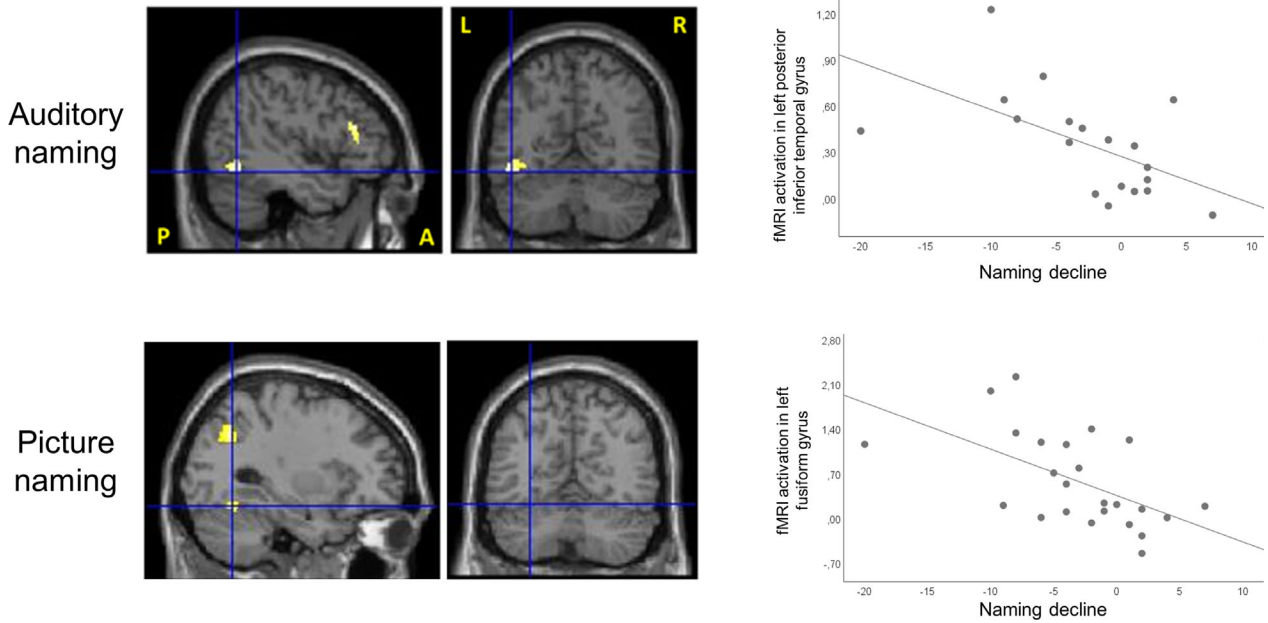 Auditory
naming
P
A
L
R
fMRI activation in left posterior
inferior temporal gyrus
1,20
,90
,60
,30
,00
-20 -15 -10 -5 0 5 10
Naming decline
Picture
naming
fMRI activation in left
fusiform gyrus
2,80
2,10
1,40
,70
,00
-,70
-20 -15 -10 -5 0 5 10
Naming decline